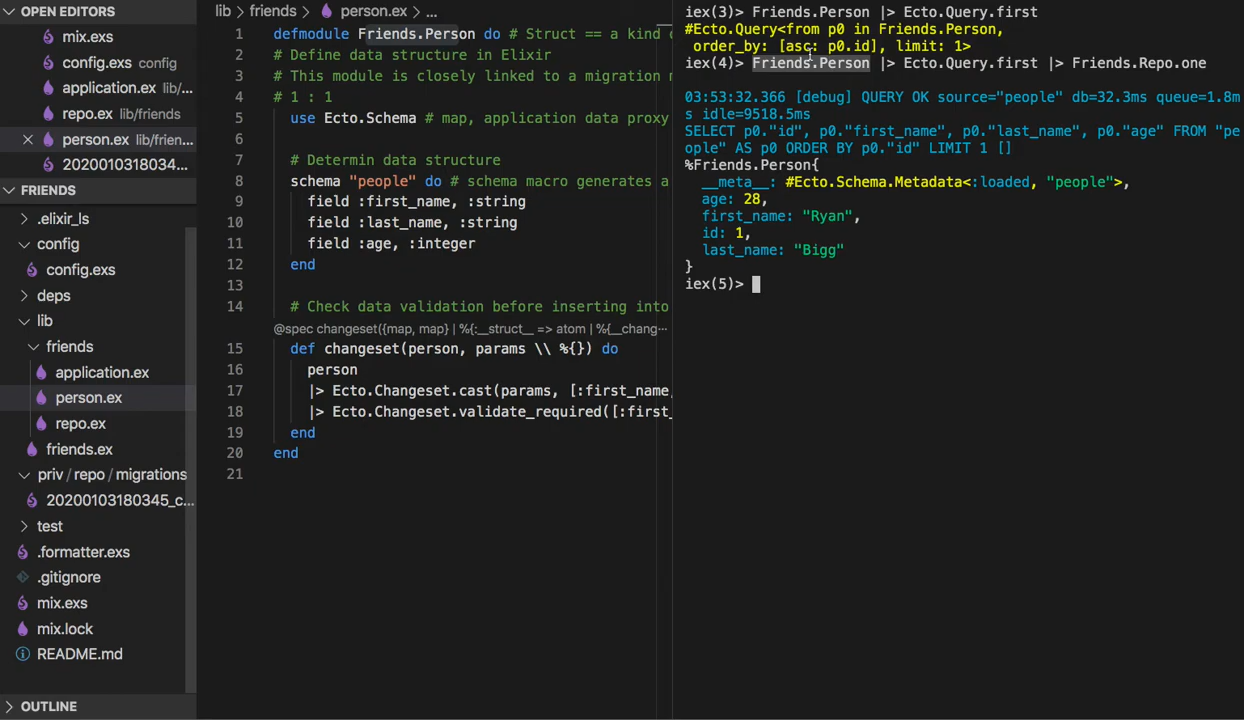 OPEN EDITORS
mix.exs
config.exs config
application.ex lib/...
repo.ex lib/friends
person.ex lib/frien...
2020010318034...
FRIENDS
.elixir_ls
config
config.exs
deps
lib
friends
application.ex
person.ex
repo.ex
friends.ex
priv / repo / migrations
20200103180345_c...
test
.formatter.exs
.gitignore
mix.exs
mix.lock
README.md
OUTLINE
lib > friends > person.ex > ...
1 defmodule Friends.Person do # Struct == a kind o
2 # Define data structure in Elixir
3 # This module is closely linked to a migration m
4 # 1 : 1
5 use Ecto.Schema # map, application data proxy
6
7 # Determin data structure
8 schema "people" do # schema macro generates a
9 field :first_name, :string
10 field :last_name, :string
11 field :age, :integer
12 end
13
14 # Check data validation before inserting into
@spec changeset({map, map} | %{:__struct__ => atom | %{__chang...
15 def changeset(person, params \\ %{}) do
16 person
17 |> Ecto.Changeset.cast(params, [:first_name,
18 |> Ecto.Changeset.validate_required([:first_
19 end
20 end
21
iex(3)> Friends.Person |> Ecto.Query.first
#Ecto.Query<from p0 in Friends.Person,
order_by: [asc: p0.id], limit: 1>
iex(4)> Friends.Person |> Ecto.Query.first |> Friends.Repo.one
03:53:32.366 [debug] QUERY OK source="people" db=32.3ms queue=1.8m
s idle=9518.5ms
SELECT p0."id", p0."first_name", p0."last_name", p0."age" FROM "pe
ople" AS p0 ORDER BY p0."id" LIMIT 1 []
%Friends.Person{
__meta__: #Ecto.Schema.Metadata<:loaded, "people">,
age: 28,
first_name: "Ryan",
id: 1,
last_name: "Bigg"
}
iex(5)>